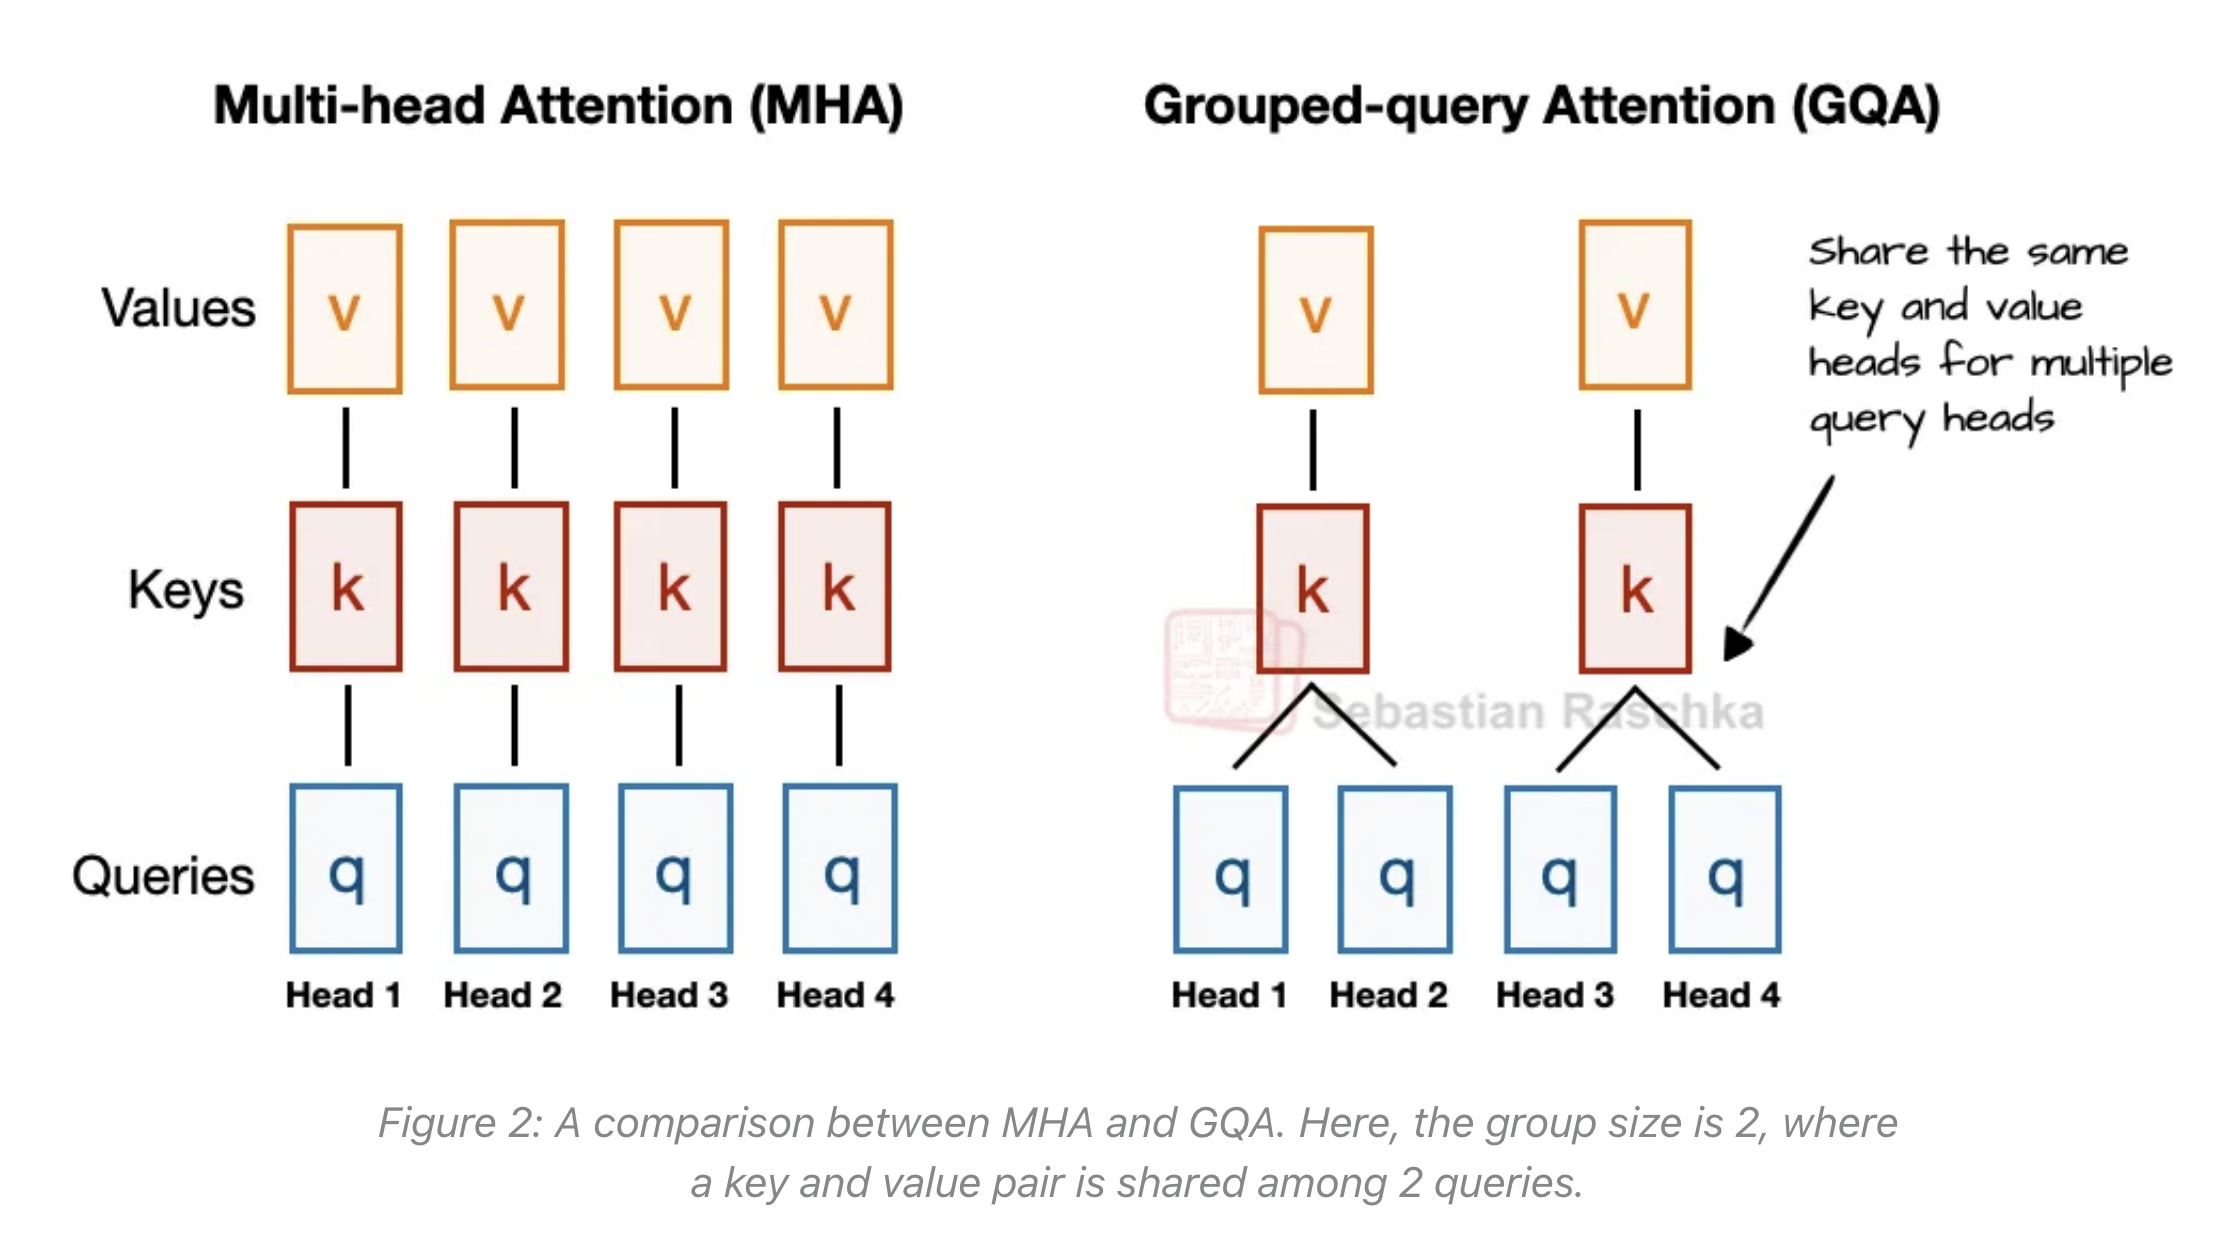 Multi-head Attention (MHA)
Grouped-query Attention (GQA)
Values
v v v v
v v
Share the same
key and value
heads for multiple
query heads
Keys
k k k k
k k
Sebastian Raschka
Queries
q q q q
q q q q
Head 1 Head 2 Head 3 Head 4
Head 1 Head 2 Head 3 Head 4
Figure 2: A comparison between MHA and GQA. Here, the group size is 2, where
a key and value pair is shared among 2 queries.